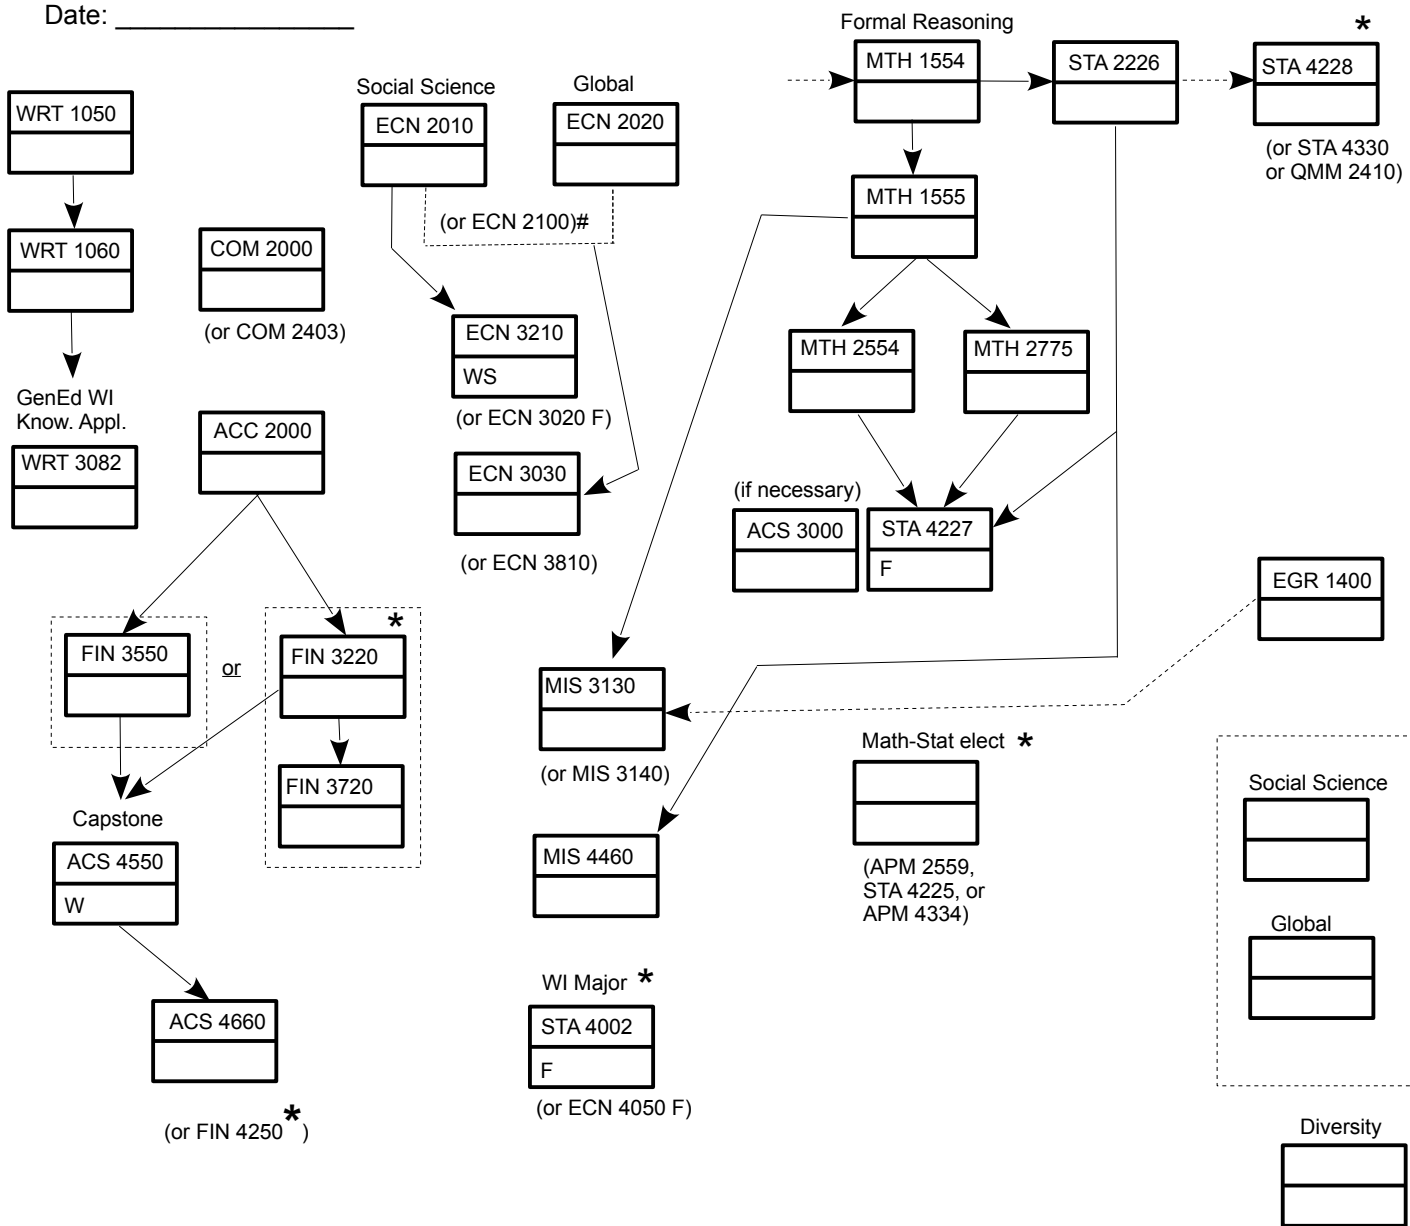 Date: ________________
Formal Reasoning
*
MTH 1554
STA 2226
STA 4228
(or STA 4330
or QMM 2410)
Social Science
Global
WRT 1050
ECN 2010
ECN 2020
MTH 1555
(or ECN 2100)#
WRT 1060
COM 2000
(or COM 2403)
ECN 3210
WS
(or ECN 3020 F)
MTH 2554
MTH 2775
GenEd WI
Know. Appl.
WRT 3082
ACC 2000
ECN 3030
(or ECN 3810)
(if necessary)
ACS 3000
STA 4227
F
EGR 1400
*
FIN 3550
or
FIN 3220
MIS 3130
(or MIS 3140)
Math-Stat elect *
(APM 2559,
STA 4225, or
APM 4334)
FIN 3720
Social Science
Global
Capstone
ACS 4550
W
MIS 4460
WI Major *
STA 4002
F
(or ECN 4050 F)
ACS 4660
(or FIN 4250*)
Diversity